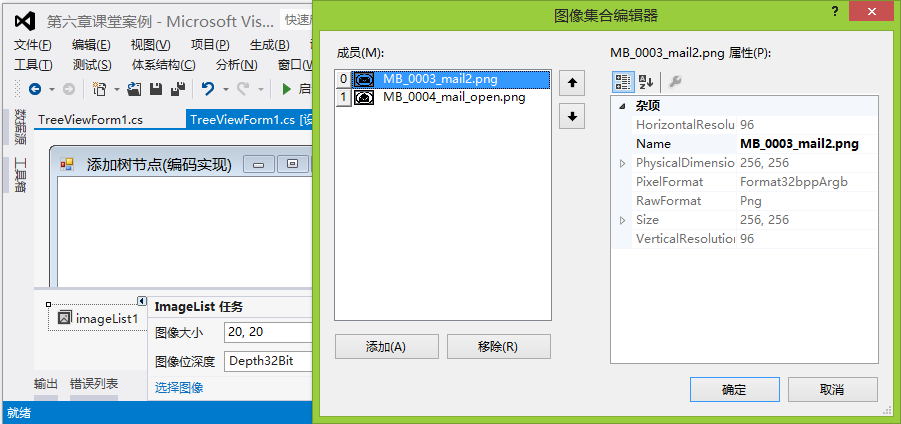 第六章课堂案例 - Microsoft Vis...
快速
文件(F) 编辑(E) 视图(V) 项目(P) 生成(B)
工具(T) 测试(S) 体系结构(C) 分析(N) 窗口(W
启
数据源
工具箱
TreeViewForm1.cs
TreeViewForm1.cs [设
添加树节点(编码实现)
imageList1
ImageList 任务
图像大小 20, 20
图像位深度 Depth32Bit
选择图像
输出 错误列表
就绪
图像集合编辑器
?
成员(M):
0 MB_0003_mail2.png
1 MB_0004_mail_open.png
添加(A) 移除(R)
MB_0003_mail2.png 属性(P):
杂项
HorizontalResolu 96
Name MB_0003_mail2.png
PhysicalDimensio 256, 256
PixelFormat Format32bppArgb
RawFormat Png
Size 256, 256
VerticalResolution 96
确定 取消